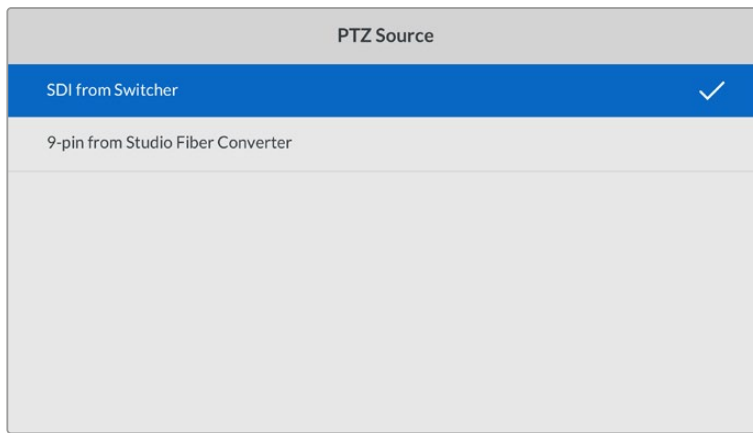 PTZ Source
SDI from Switcher
9-pin from Studio Fiber Converter